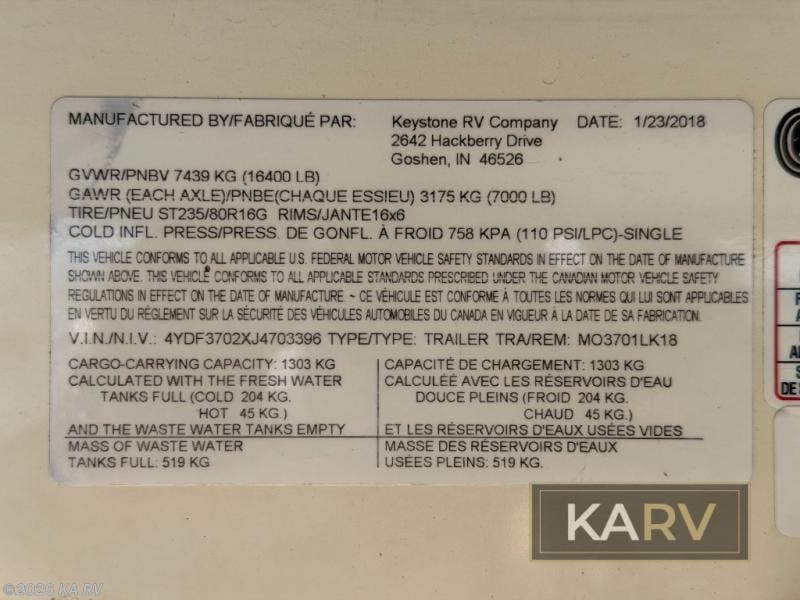 MANUFACTURED BY/FABRIQUÉ PAR: Keystone RV Company DATE: 1/23/2018
2642 Hackberry Drive
Goshen, IN 46526
GVWR/PNBV 7439 KG (16400 LB)
GAWR (EACH AXLE)/PNBE(CHAQUE ESSIEU) 3175 KG (7000 LB)
TIRE/PNEU ST235/80R16G RIMS/JANTE16x6
COLD INFL. PRESS/PRESS. DE GONFL. À FROID 758 KPA (110 PSI/LPC)-SINGLE
THIS VEHICLE CONFORMS TO ALL APPLICABLE U.S. FEDERAL MOTOR VEHICLE SAFETY STANDARDS IN EFFECT ON THE DATE OF MANUFACTURE
SHOWN ABOVE. THIS VEHICLE CONFORMS TO ALL APPLICABLE STANDARDS PRESCRIBED UNDER THE CANADIAN MOTOR VEHICLE SAFETY
REGULATIONS IN EFFECT ON THE DATE OF MANUFACTURE. ~ CE VÉHICULE EST CONFORME À TOUTES LES NORMES QUI LUI SONT APPLICABLES
EN VERTU DU RÉGLEMENT SUR LA SÉCURITÉ DES VÉHICULES AUTOMOBILES DU CANADA EN VIGUEUR À LA DATE DE SA FABRICATION.
V.I.N./N.I.V.: 4YDF3702XJ4703396 TYPE/TYPE: TRAILER TRA/REM: MO3701LK18
CARGO-CARRYING CAPACITY: 1303 KG
CALCULATED WITH THE FRESH WATER
TANKS FULL (COLD 204 KG.
HOT 45 KG.)
AND THE WASTE WATER TANKS EMPTY
MASS OF WASTE WATER
TANKS FULL: 519 KG
CAPACITÉ DE CHARGEMENT: 1303 KG
CALCULÉE AVEC LES RÉSERVOIRS D'EAU
DOUCE PLEINS (FROID 204 KG.
CHAUD 45 KG.)
ET LES RÉSERVOIRS D'EAUX USÉES VIDES
MASSE DES RÉSERVOIRS D'EAUX
USÉES PLEINS: 519 KG.
KARV
©2026 KA RV